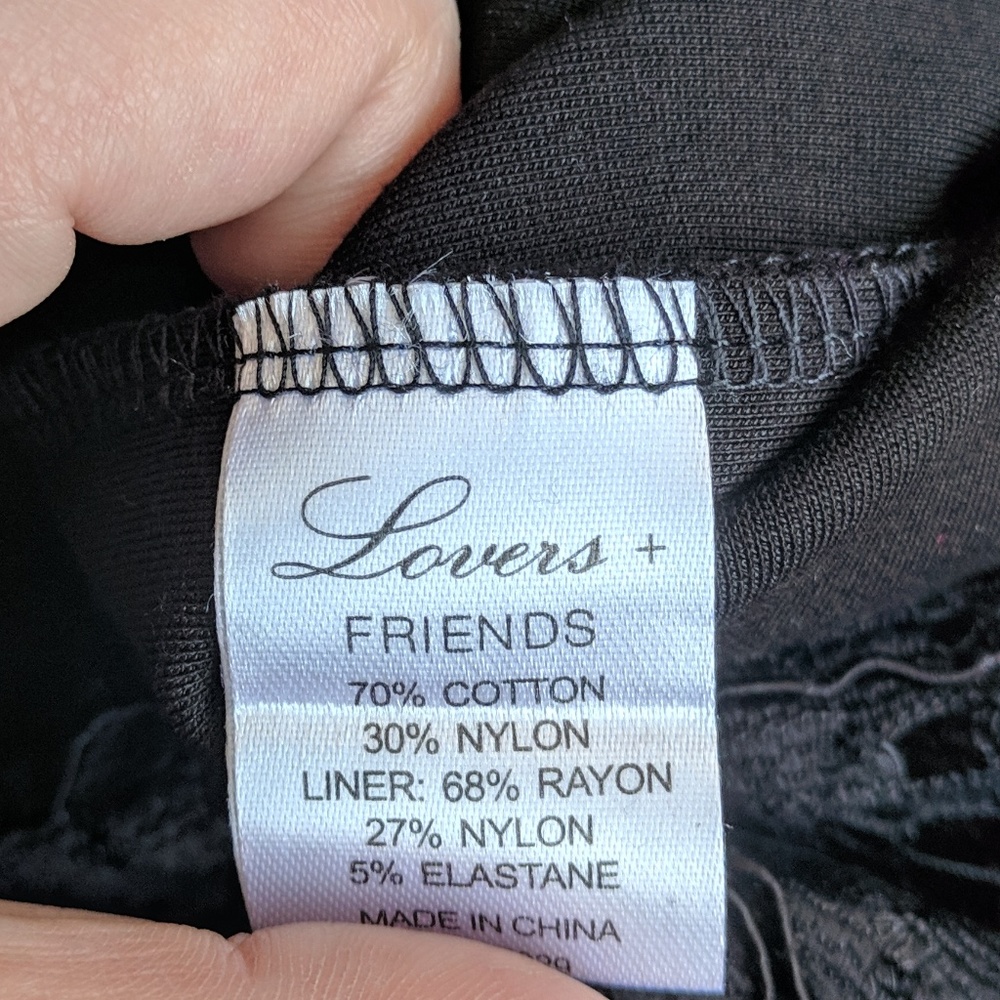 Lovers +
FRIENDS
70% COTTON
30% NYLON
LINER: 68% RAYON
27% NYLON
5% ELASTANE
MADE IN CHINA